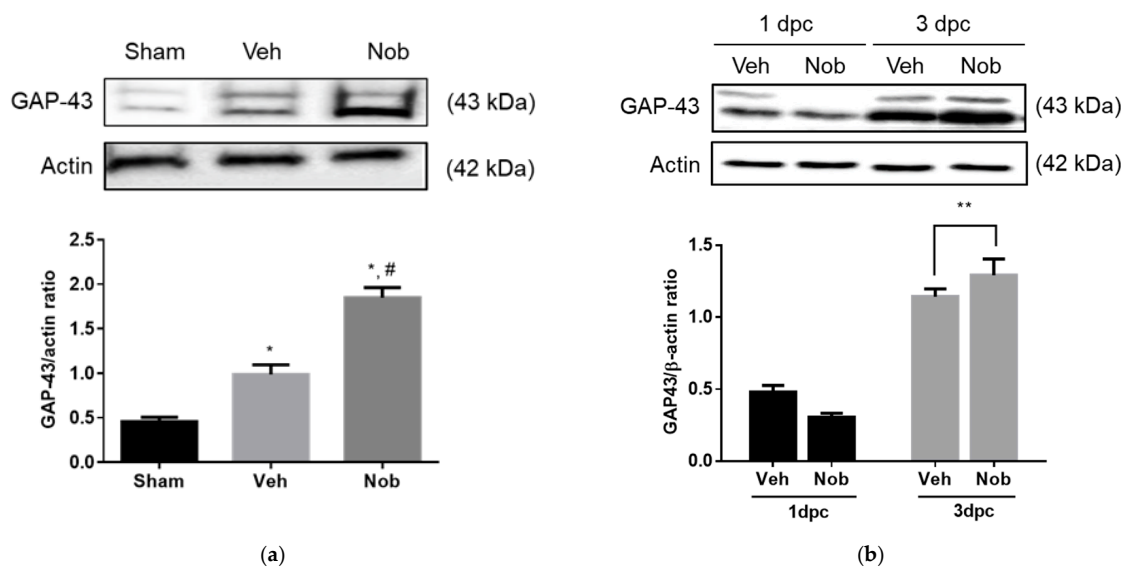 Sham Veh Nob
GAP-43 (43 kDa)
Actin (42 kDa)
GAP-43/actin ratio
2.5
2.0
1.5
1.0
0.5
0.0
*
*, #
Sham Veh Nob
(a)
1 dpc 3 dpc
Veh Nob Veh Nob
GAP-43 (43 kDa)
Actin (42 kDa)
**
GAP43/β-actin ratio
1.5
1.0
0.5
0.0
Veh Nob Veh Nob
1dpc 3dpc
(b)